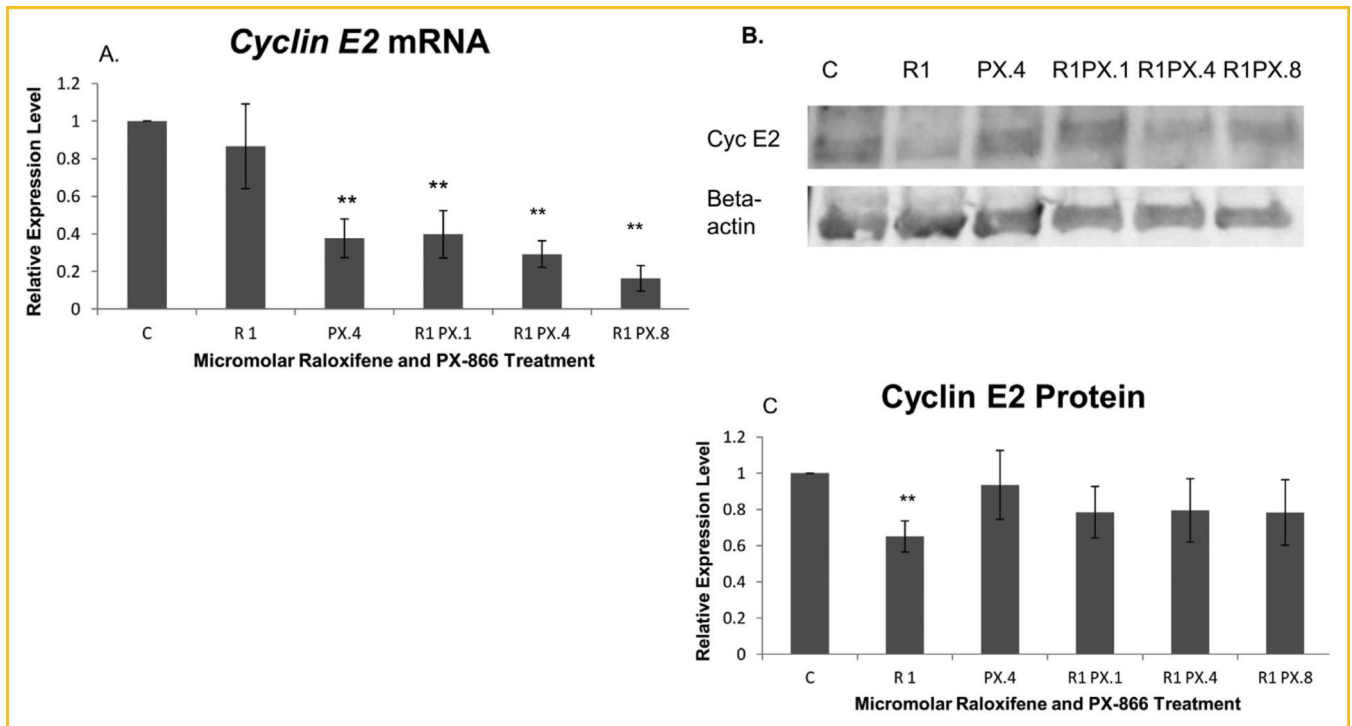 A.
Cyclin E2 mRNA
Relative Expression Level
1.2
1
0.8
0.6
0.4
0.2
0
**
**
**
**
C R 1 PX.4 R1 PX.1 R1 PX.4 R1 PX.8
Micromolar Raloxifene and PX-866 Treatment
B.
C R1 PX.4 R1PX.1 R1PX.4 R1PX.8
Cyc E2
Beta-
actin
C
Cyclin E2 Protein
Relative Expression Level
1.2
1
0.8
0.6
0.4
0.2
0
**
C R 1 PX.4 R1 PX.1 R1 PX.4 R1 PX.8
Micromolar Raloxifene and PX-866 Treatment